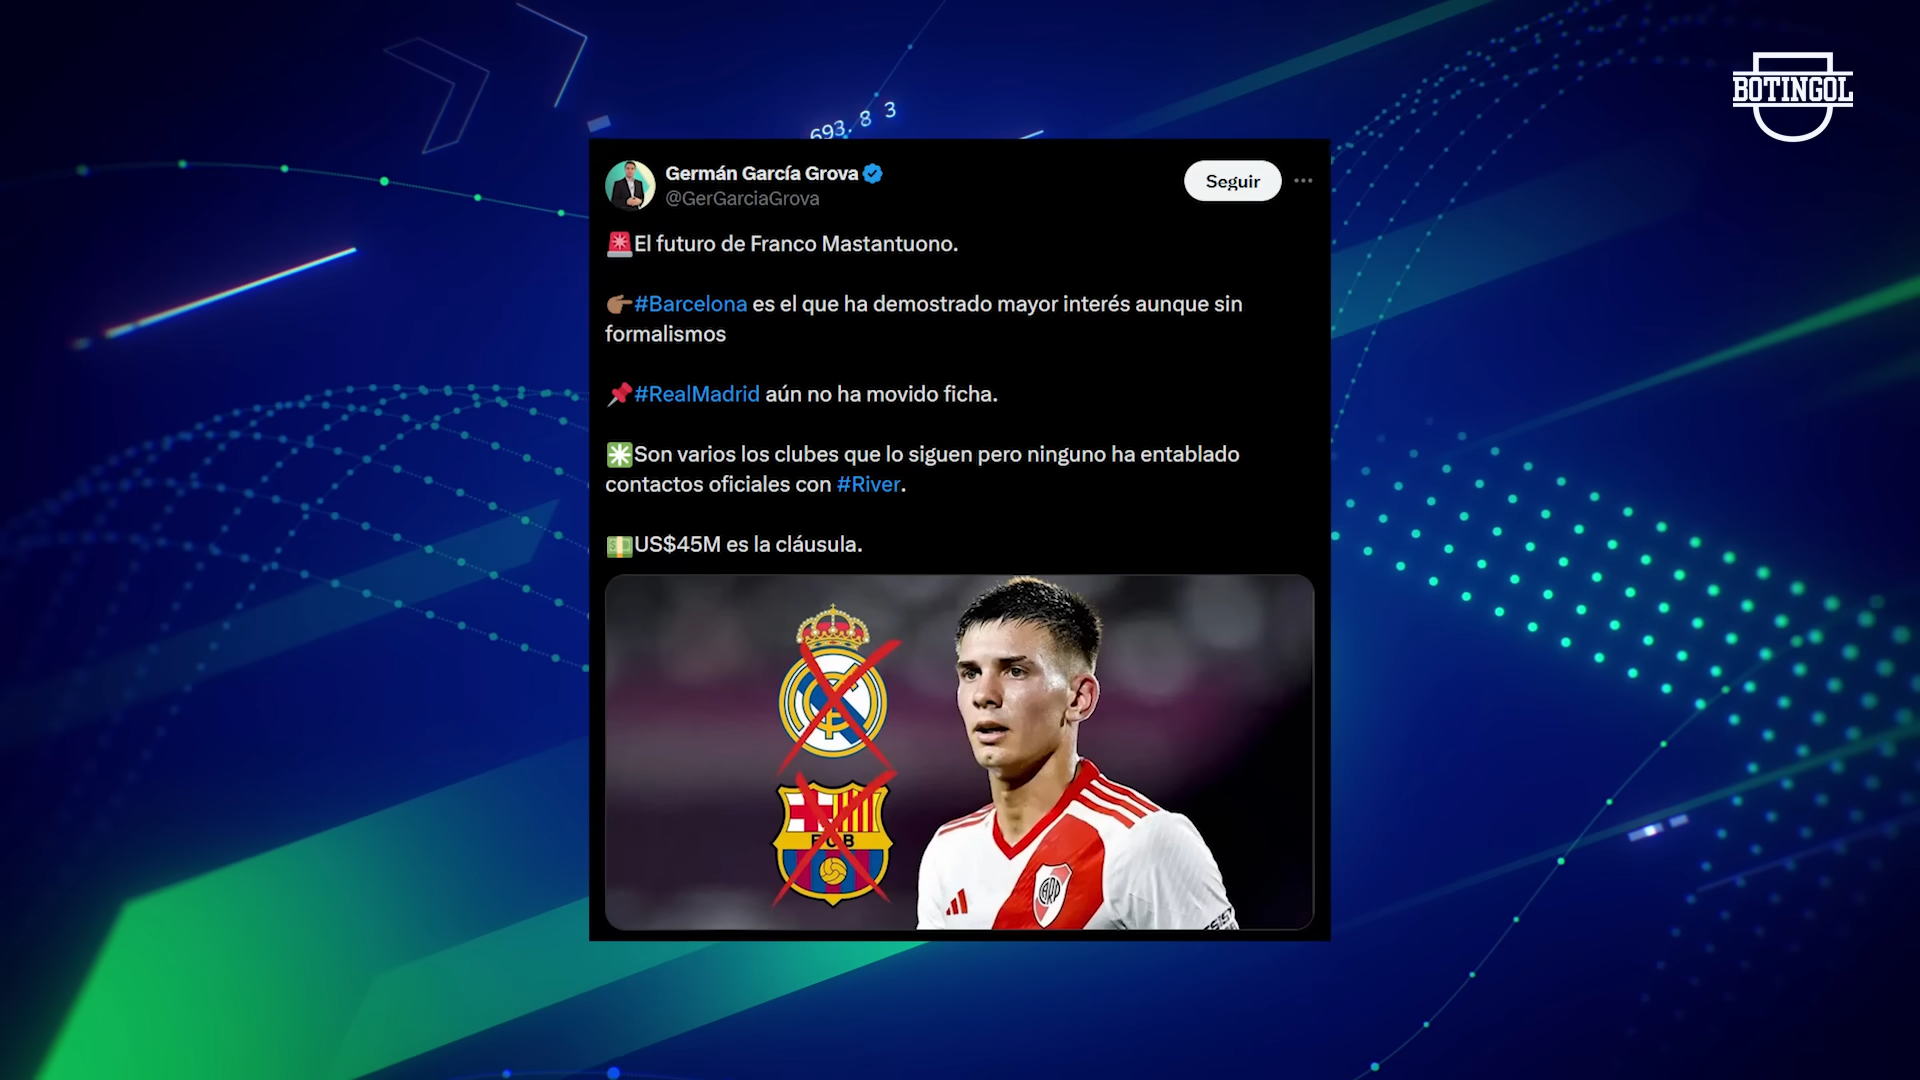 BOTINGOL
693. 8 3
Germán García Grova
@GerGarciaGrova
Seguir
El futuro de Franco Mastantuono.
#Barcelona es el que ha demostrado mayor interés aunque sin
formalismos
#RealMadrid aún no ha movido ficha.
Son varios los clubes que lo siguen pero ninguno ha entablado
contactos oficiales con #River.
US$45M es la cláusula.
FCB
CARP